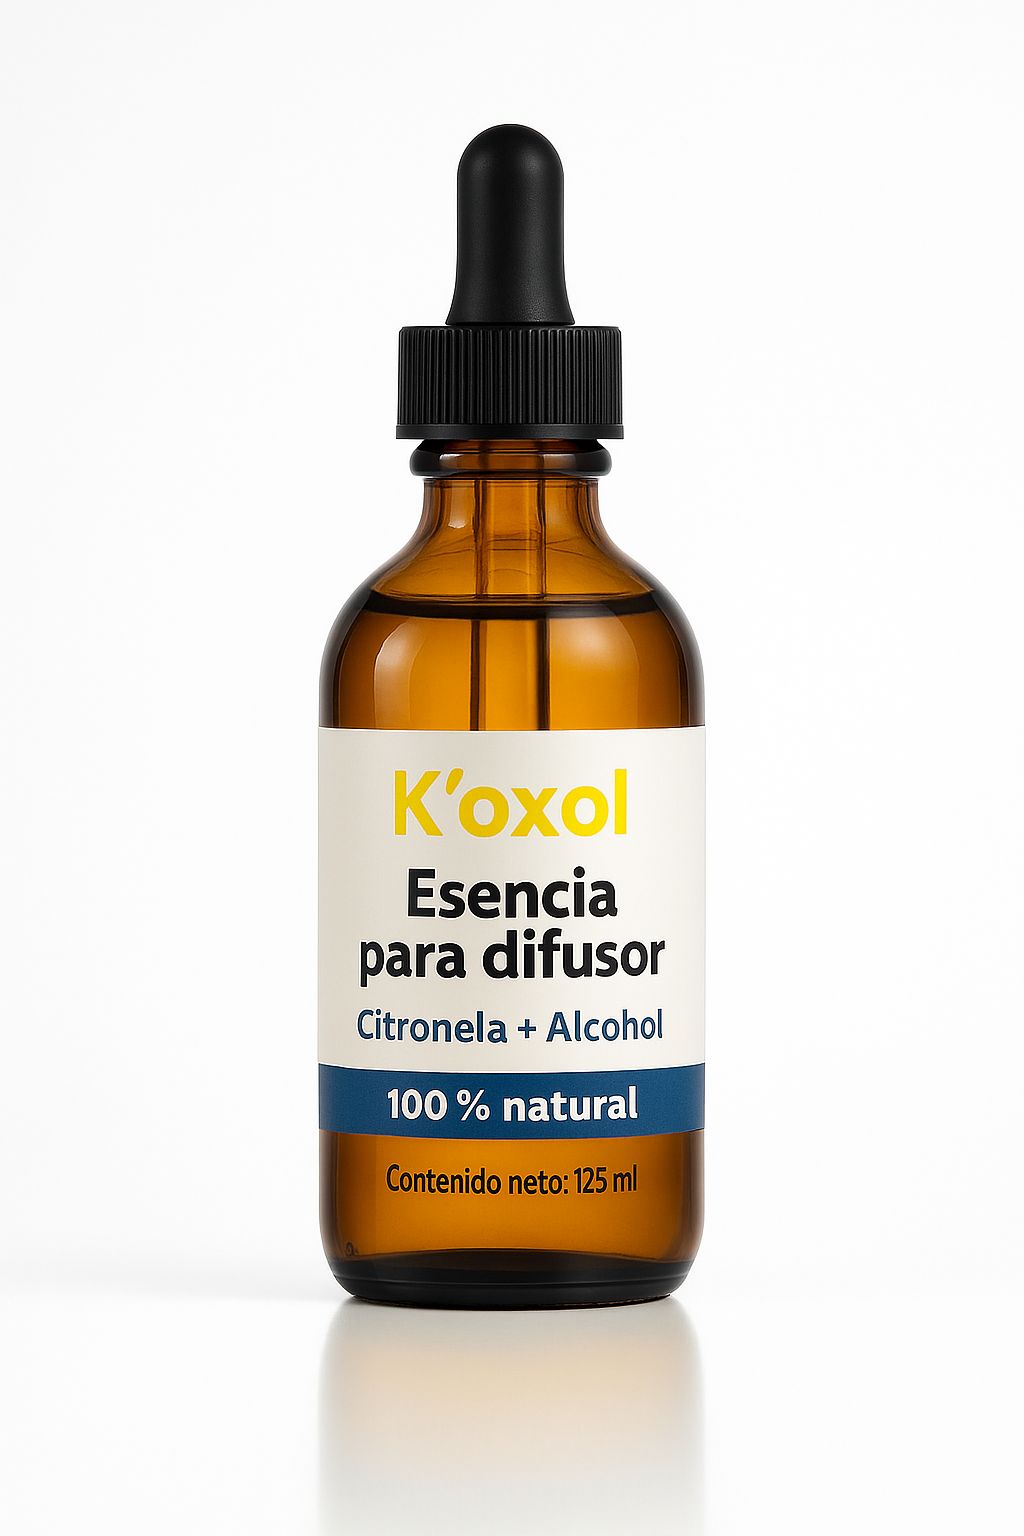 K'oxol
Esencia
para difusor
Citronela + Alcohol
100 % natural
Contenido neto: 125 ml